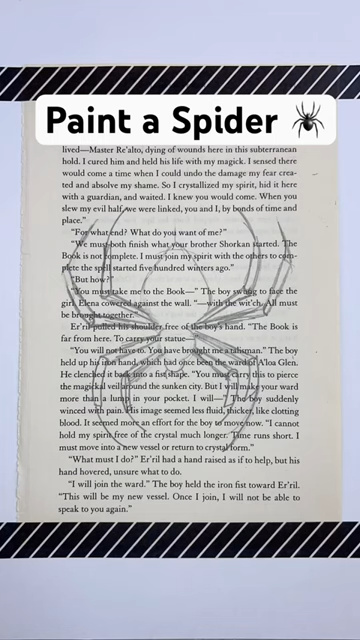 Paint a Spider 🕷
lived—Master Re'alto, dying of wounds here in this subterranean
hold. I cured him and held his life with my magick. I sensed there
would come a time when I could undo the damage my fear crea-
ted and absolve my shame. So I crystallized my spirit, hid it here
with a guardian, and waited. I knew you would come. When you
slew my evil half, we were linked, you and I, by bonds of time and
place."
"For what end? What do you want of me?"
"We must both finish what your brother Shorkan started. The
Book is not complete. I must join my spirit with the others to com-
plete the spell started five hundred winters ago."
"But how?"
"You must take me to the Book—" The boy swung to face the
girl. Elena cowered against the wall. "—with the wit'ch. All must
be brought together."
Er'ril pulled his shoulder free of the boy's hand. "The Book is
far from here. To carry your statue—"
"You will not have to. You have brought me a talisman." The boy
held up his iron hand, which had once been the ward of A'loa Glen.
He clenched it back into a fist shape. "You must carry this to pierce
the magickal veil around the sunken city. But I will make your ward
more than a lump in your pocket. I will—" The boy suddenly
winced with pain. His image seemed less fluid, thicker, like clotting
blood. It seemed more an effort for the boy to move now. "I cannot
hold my spirit free of the crystal much longer. Time runs short. I
must move into a new vessel or return to crystal form."
"What must I do?" Er'ril had a hand raised as if to help, but his
hand hovered, unsure what to do.
"I will join the ward." The boy held the iron fist toward Er'ril.
"This will be my new vessel. Once I join, I will not be able to
speak to you again."